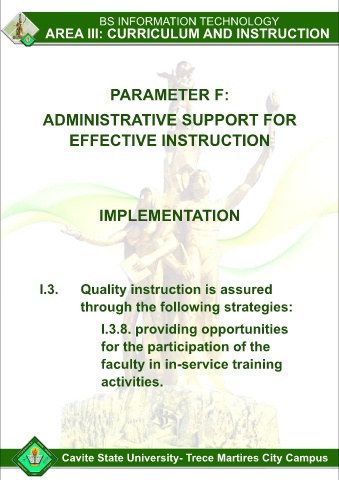 BS INFORMATION TECHNOLOGY
AREA III: CURRICULUM AND INSTRUCTION
PARAMETER F:
ADMINISTRATIVE SUPPORT FOR
EFFECTIVE INSTRUCTION
IMPLEMENTATION
I.3. Quality instruction is assured
through the following strategies:
I.3.8. providing opportunities
for the participation of the
faculty in in-service training
activities.
Cavite State University- Trece Martires City Campus